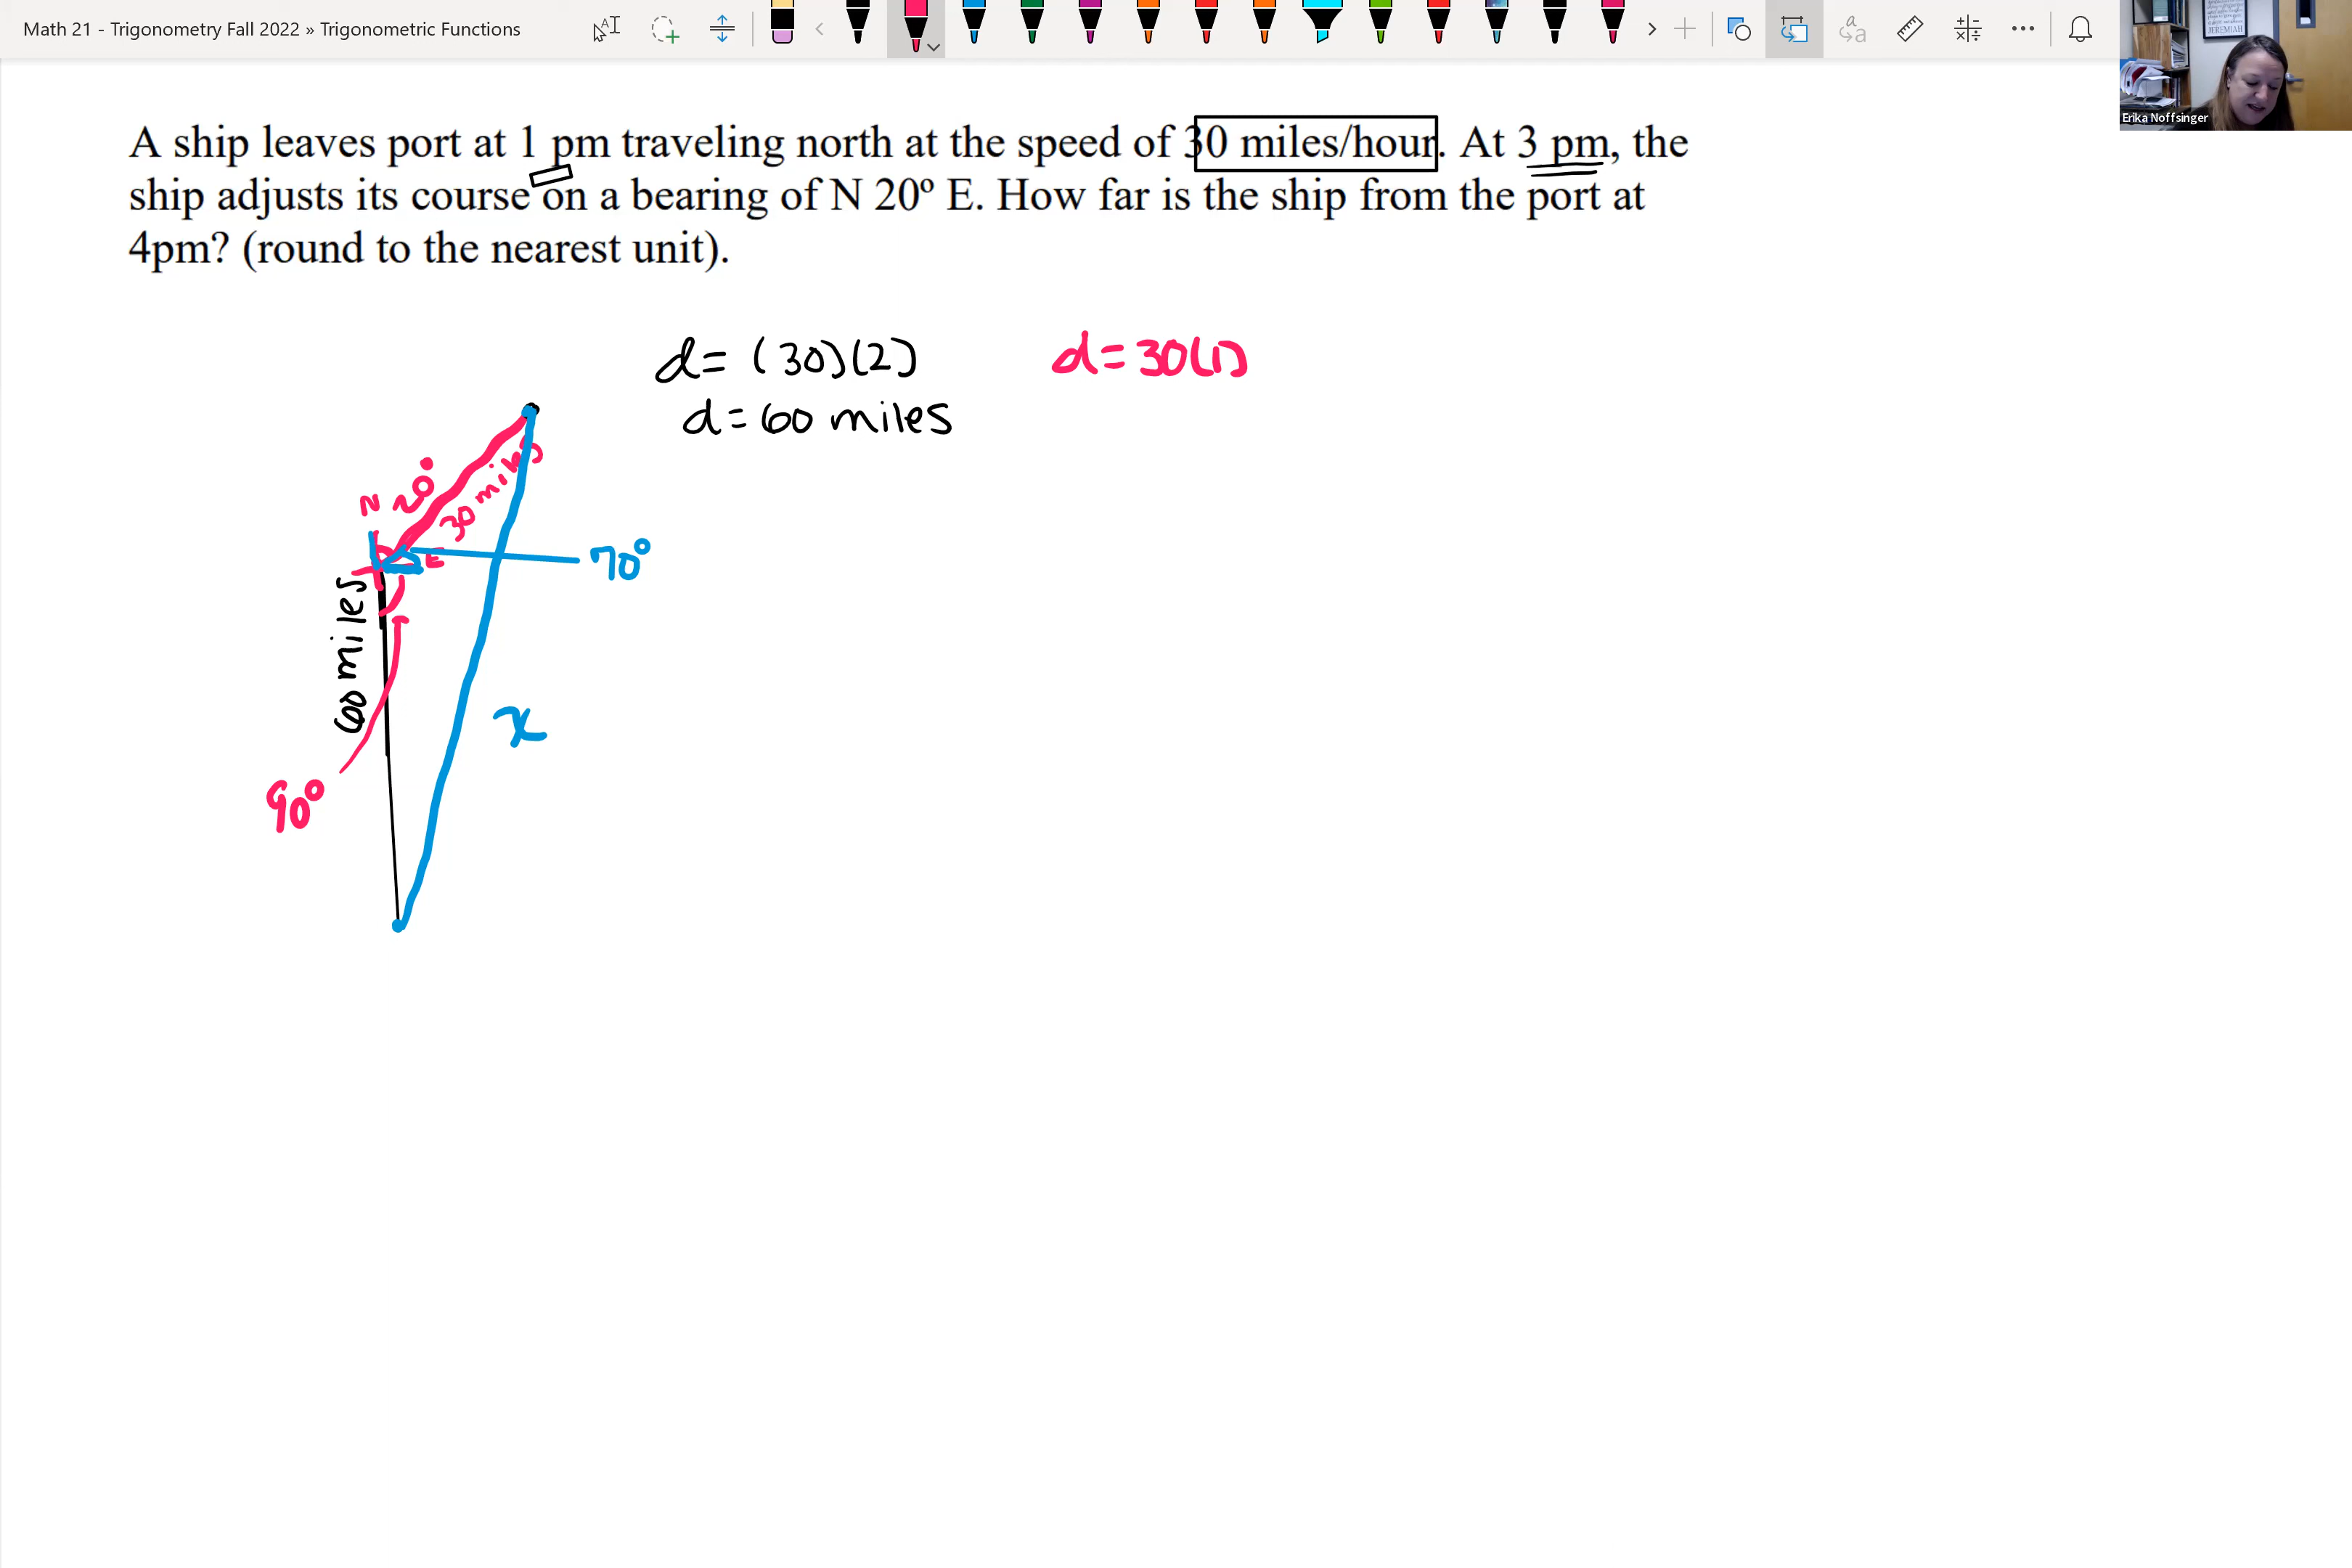 Math 21 - Trigonometry Fall 2022 » Trigonometric Functions
JEREMIAH
Erika Noffsinger
A ship leaves port at 1 pm traveling north at the speed of 30 miles/hour. At 3 pm, the
ship adjusts its course on a bearing of N 20º E. How far is the ship from the port at
4pm? (round to the nearest unit).
d = (30)(2)
d = 30(1)
d = 60 miles
N 20°
30 miles
E
70°
60 miles
x
90°